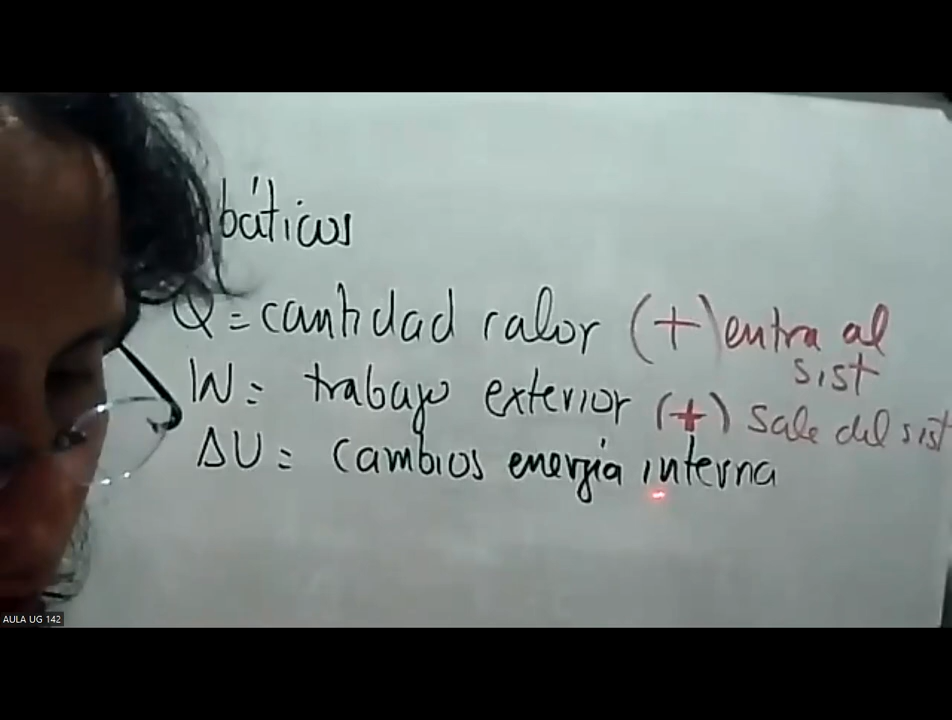 báticos
Q = cantidad calor (+) entra al
sist
W = trabajo exterior (+) sale del sist
ΔU = cambios energía interna
AULA UG 142